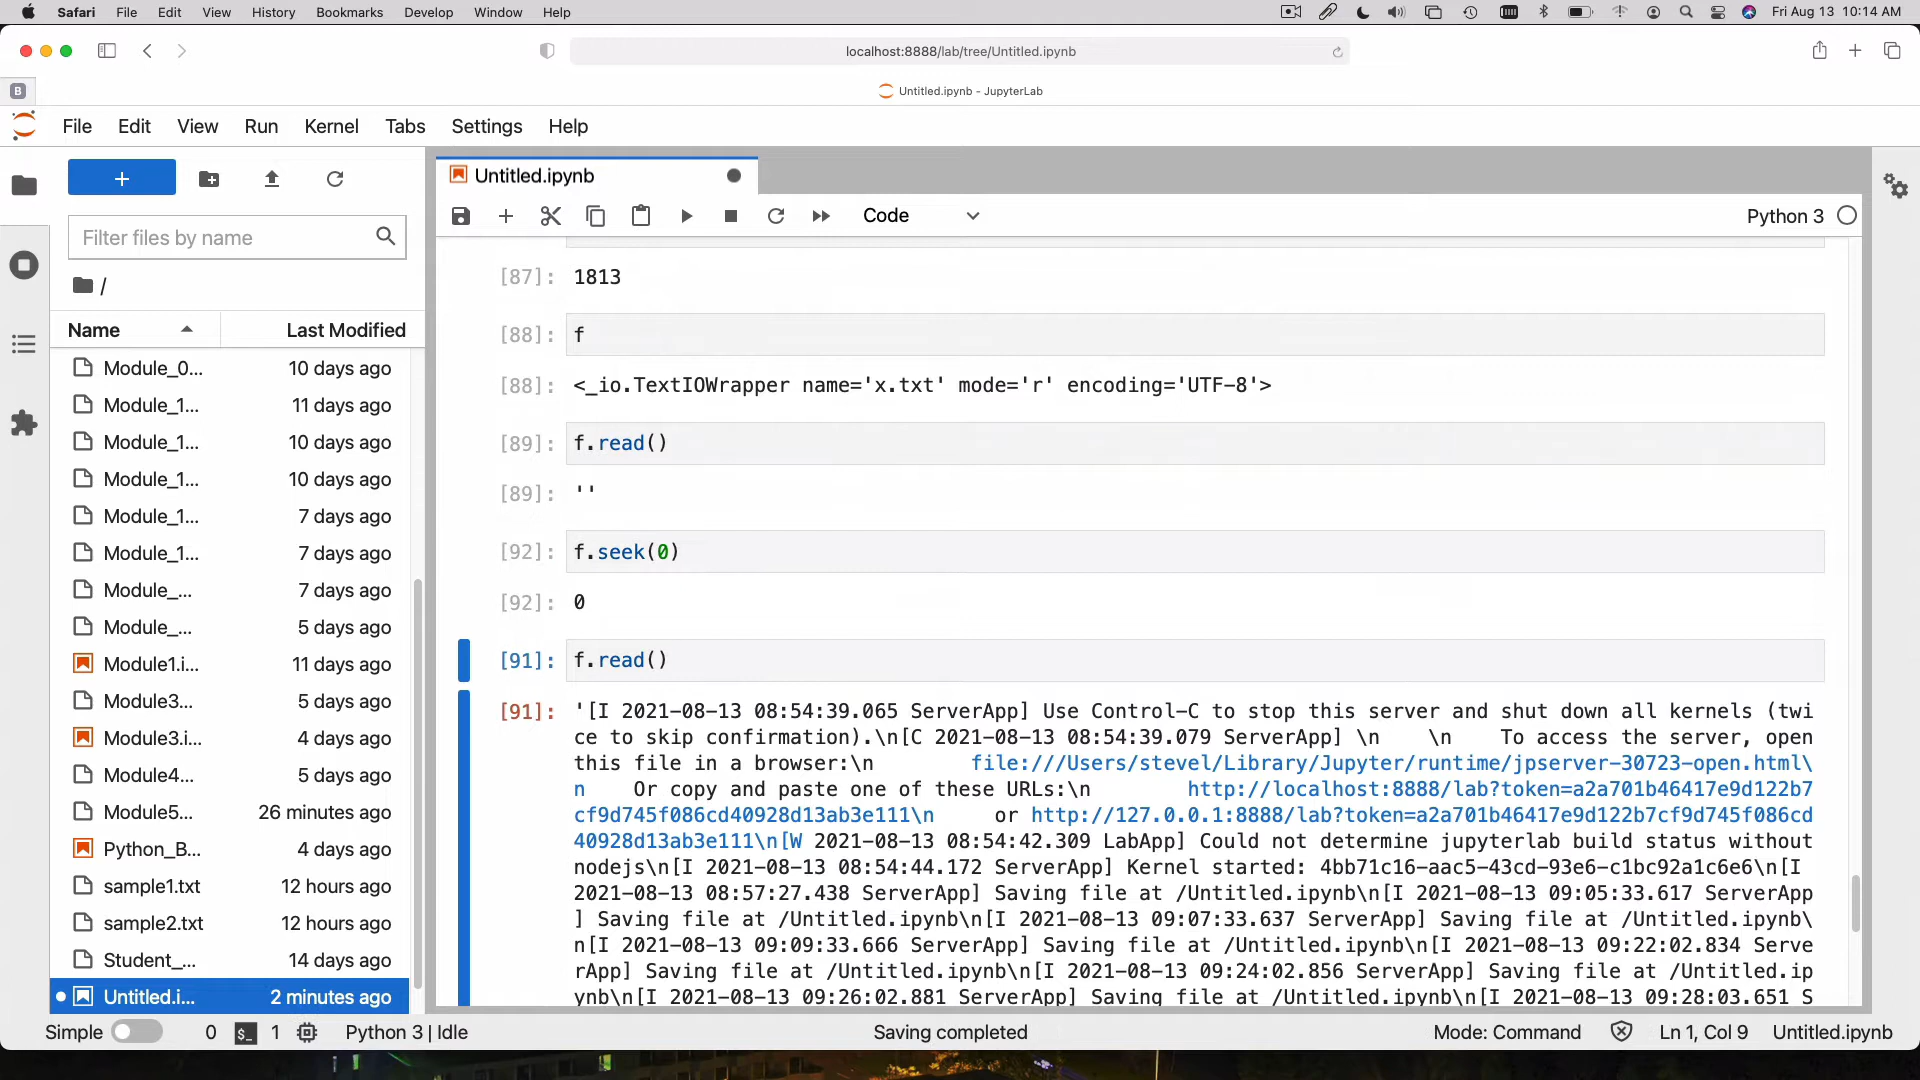 Safari File Edit View History Bookmarks Develop Window Help Fri Aug 13 10:14 AM
localhost:8888/lab/tree/Untitled.ipynb
B
Untitled.ipynb - JupyterLab
File Edit View Run Kernel Tabs Settings Help
+
Filter files by name
/
Name Last Modified
Module_0... 10 days ago
Module_1... 11 days ago
Module_1... 10 days ago
Module_1... 10 days ago
Module_1... 7 days ago
Module_1... 7 days ago
Module_... 7 days ago
Module_... 5 days ago
Module1.i... 11 days ago
Module3... 5 days ago
Module3.i... 4 days ago
Module4... 5 days ago
Module5... 26 minutes ago
Python_B... 4 days ago
sample1.txt 12 hours ago
sample2.txt 12 hours ago
Student_... 14 days ago
Untitled.i... 2 minutes ago
Untitled.ipynb
Code
Python 3
[87]: 1813
[88]: f
[88]: <_io.TextIOWrapper name='x.txt' mode='r' encoding='UTF-8'>
[89]: f.read()
[89]: ''
[92]: f.seek(0)
[92]: 0
[91]: f.read()
[91]: '[I 2021-08-13 08:54:39.065 ServerApp] Use Control-C to stop this server and shut down all kernels (twi
ce to skip confirmation).\n[C 2021-08-13 08:54:39.079 ServerApp] \n    \n    To access the server, open
this file in a browser:\n        file:///Users/stevel/Library/Jupyter/runtime/jpserver-30723-open.html\
n    Or copy and paste one of these URLs:\n        http://localhost:8888/lab?token=a2a701b46417e9d122b7
cf9d745f086cd40928d13ab3e111\n     or http://127.0.0.1:8888/lab?token=a2a701b46417e9d122b7cf9d745f086cd
40928d13ab3e111\n[W 2021-08-13 08:54:42.309 LabApp] Could not determine jupyterlab build status without
nodejs\n[I 2021-08-13 08:54:44.172 ServerApp] Kernel started: 4bb71c16-aac5-43cd-93e6-c1bc92a1c6e6\n[I
2021-08-13 08:57:27.438 ServerApp] Saving file at /Untitled.ipynb\n[I 2021-08-13 09:05:33.617 ServerApp
] Saving file at /Untitled.ipynb\n[I 2021-08-13 09:07:33.637 ServerApp] Saving file at /Untitled.ipynb\
n[I 2021-08-13 09:09:33.666 ServerApp] Saving file at /Untitled.ipynb\n[I 2021-08-13 09:22:02.834 Serve
rApp] Saving file at /Untitled.ipynb\n[I 2021-08-13 09:24:02.856 ServerApp] Saving file at /Untitled.ip
ynb\n[I 2021-08-13 09:26:02.881 ServerApp] Saving file at /Untitled.ipynb\n[I 2021-08-13 09:28:03.651 S
Simple 0 $_ 1 Python 3 | Idle Saving completed Mode: Command Ln 1, Col 9 Untitled.ipynb